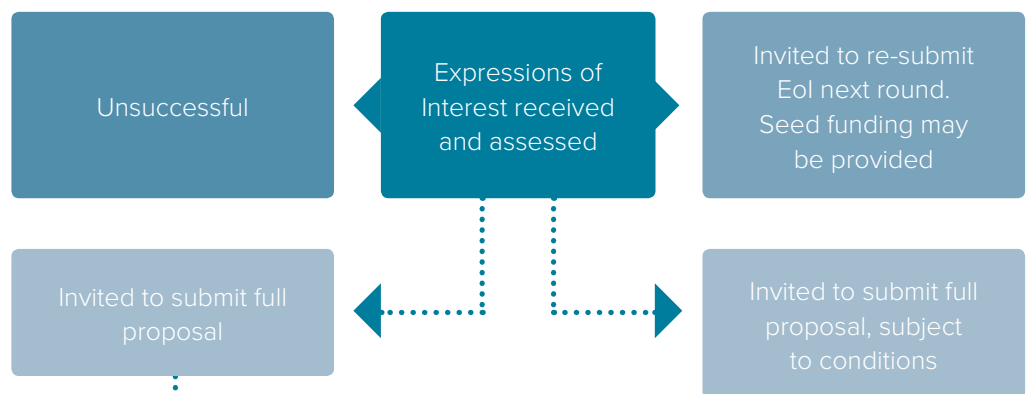 Unsuccessful
Expressions of
Interest received
and assessed
Invited to re-submit
EoI next round.
Seed funding may
be provided
Invited to submit full
proposal
Invited to submit full
proposal, subject
to conditions